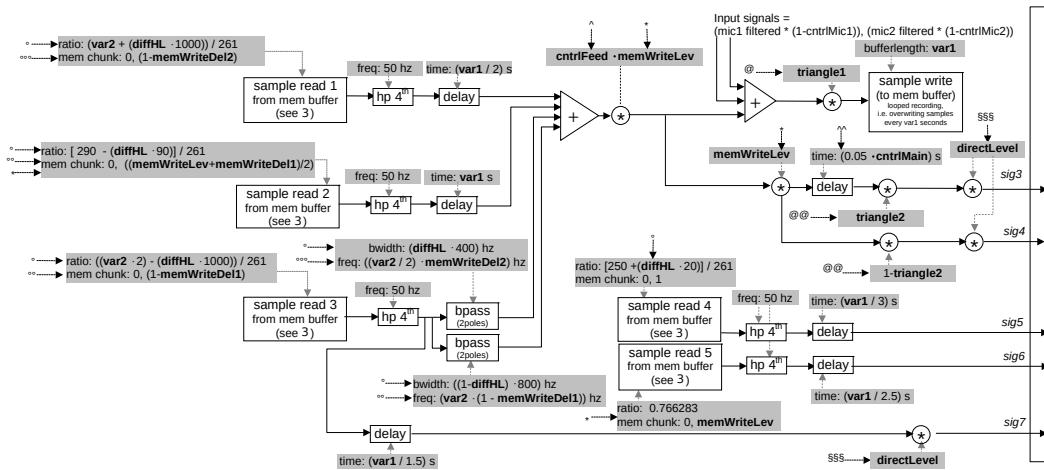 Input signals =
(mic1 filtered * (1-cntrlMic1)), (mic2 filtered * (1-cntrlMic2))
° ratio: (var2 + (diffHL ·1000)) / 261
°°° mem chunk: 0, (1-memWriteDel2)
sample read 1
from mem buffer
(see 3)
freq: 50 hz
hp 4th
time: (var1 / 2) s
delay
+
^
*
cntrlFeed ·memWriteLev
*
bufferlength: var1
@ triangle1
+
*
sample write
(to mem buffer)
looped recording,
i.e. overwriting samples
every var1 seconds
° ratio: [ 290 - (diffHL ·90)] / 261
°° mem chunk: 0, ((memWriteLev+memWriteDel1)/2)
*
sample read 2
from mem buffer
(see 3)
freq: 50 hz
hp 4th
time: var1 s
delay
*
memWriteLev
^^
time: (0.05 ·cntrlMain) s
§§§
directLevel
*
delay
*
*
sig3
@@ triangle2
*
*
sig4
@@
1-triangle2
° ratio: ((var2 ·2) - (diffHL ·1000)) / 261
°° mem chunk: 0, (1-memWriteDel1)
sample read 3
from mem buffer
(see 3)
freq: 50 hz
hp 4th
° bwidth: (diffHL ·400) hz
°°° freq: ((var2 / 2) ·memWriteDel2) hz
bpass
(2poles)
bpass
(2poles)
° bwidth: ((1-diffHL) ·800) hz
°° freq: (var2 ·(1 - memWriteDel1)) hz
°
ratio: [250 +(diffHL ·20)] / 261
mem chunk: 0, 1
sample read 4
from mem buffer
(see 3)
freq: 50 hz
hp 4th
time: (var1 / 3) s
delay
sig5
sample read 5
from mem buffer
(see 3)
hp 4th
delay
sig6
time: (var1 / 2.5) s
* ratio: 0.766283
mem chunk: 0, memWriteLev
delay
time: (var1 / 1.5) s
*
sig7
§§§ directLevel